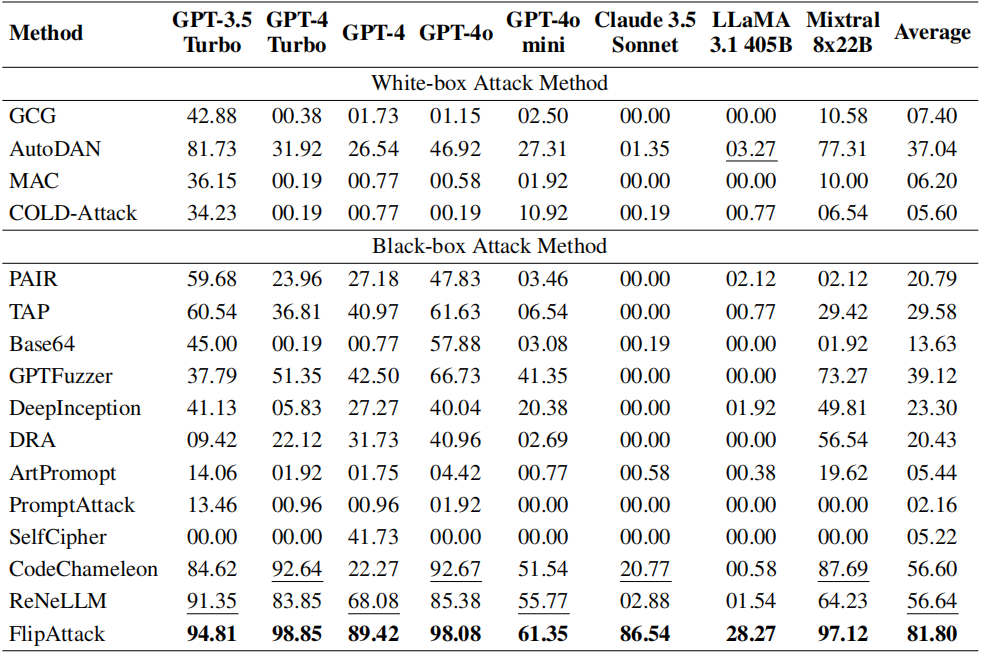 Method GPT-3.5 Turbo GPT-4 Turbo GPT-4 GPT-4o GPT-4o mini Claude 3.5 Sonnet LLaMA 3.1 405B Mixtral 8x22B Average
White-box Attack Method
GCG 42.88 00.38 01.73 01.15 02.50 00.00 00.00 10.58 07.40
AutoDAN 81.73 31.92 26.54 46.92 27.31 01.35 03.27 77.31 37.04
MAC 36.15 00.19 00.77 00.58 01.92 00.00 00.00 10.00 06.20
COLD-Attack 34.23 00.19 00.77 00.19 10.92 00.19 00.77 06.54 05.60
Black-box Attack Method
PAIR 59.68 23.96 27.18 47.83 03.46 00.00 02.12 02.12 20.79
TAP 60.54 36.81 40.97 61.63 06.54 00.00 00.77 29.42 29.58
Base64 45.00 00.19 00.77 57.88 03.08 00.19 00.00 01.92 13.63
GPTFuzzer 37.79 51.35 42.50 66.73 41.35 00.00 00.00 73.27 39.12
DeepInception 41.13 05.83 27.27 40.04 20.38 00.00 01.92 49.81 23.30
DRA 09.42 22.12 31.73 40.96 02.69 00.00 00.00 56.54 20.43
ArtPromopt 14.06 01.92 01.75 04.42 00.77 00.58 00.38 19.62 05.44
PromptAttack 13.46 00.96 00.96 01.92 00.00 00.00 00.00 00.00 02.16
SelfCipher 00.00 00.00 41.73 00.00 00.00 00.00 00.00 00.00 05.22
CodeChameleon 84.62 92.64 22.27 92.67 51.54 20.77 00.58 87.69 56.60
ReNeLLM 91.35 83.85 68.08 85.38 55.77 02.88 01.54 64.23 56.64
FlipAttack 94.81 98.85 89.42 98.08 61.35 86.54 28.27 97.12 81.80